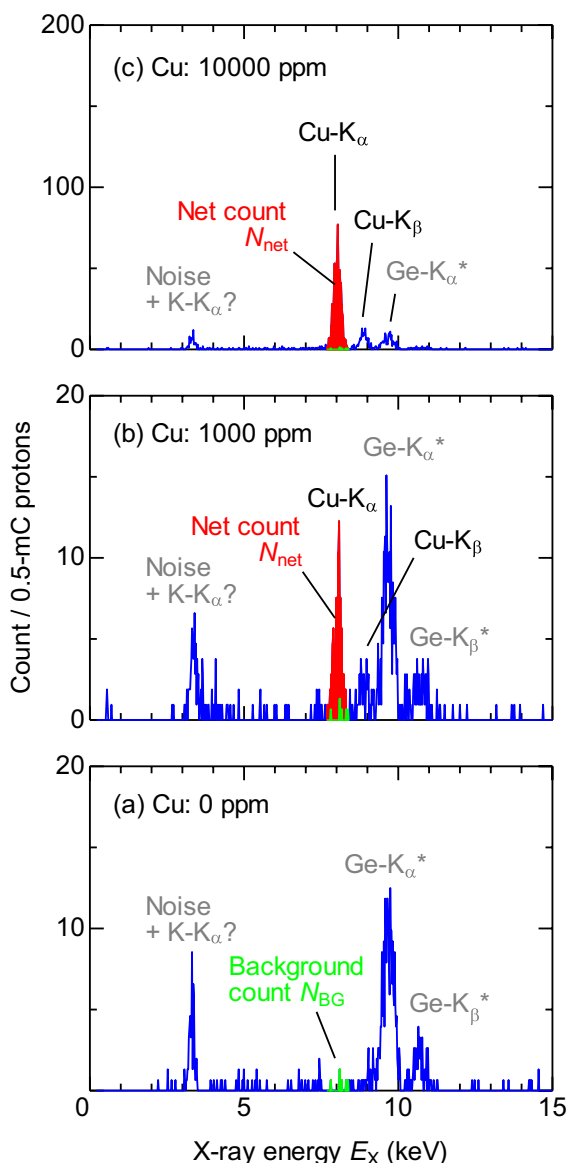 200
(c) Cu: 10000 ppm
Cu-Kα
Net count
Nnet
Cu-Kβ
Ge-Kα*
Noise
+ K-Kα?
100
0
20
(b) Cu: 1000 ppm
Ge-Kα*
Cu-Kα
Net count
Nnet
Cu-Kβ
Noise
+ K-Kα?
Ge-Kβ*
10
0
Count / 0.5-mC protons
20
(a) Cu: 0 ppm
Ge-Kα*
Noise
+ K-Kα?
Background
count NBG
Ge-Kβ*
10
0
0 5 10 15
X-ray energy EX (keV)